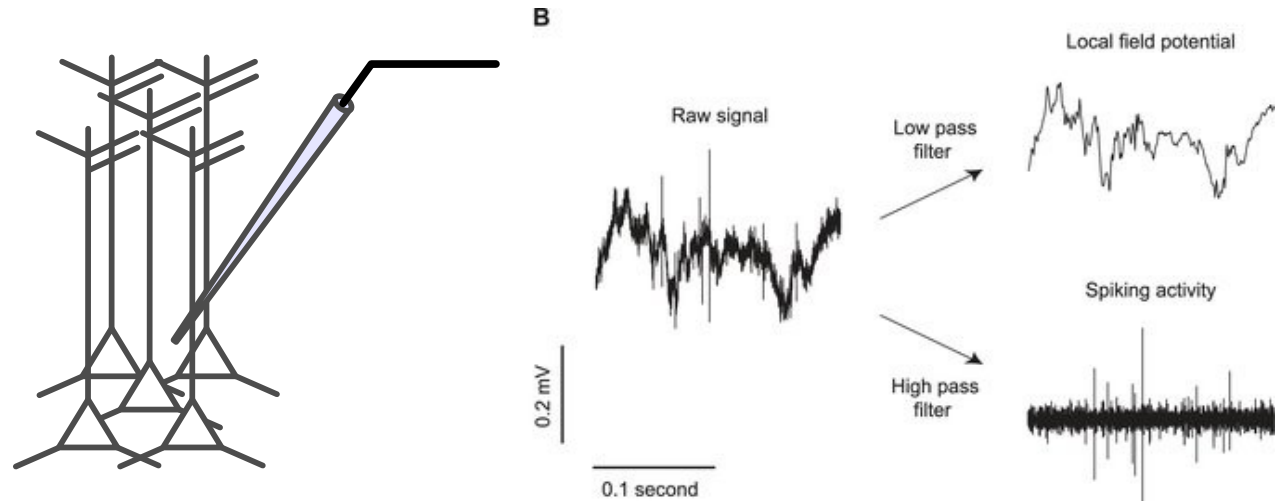 B
Local field potential
Raw signal
Low pass
filter
Spiking activity
High pass
filter
0.2 mV
0.1 second